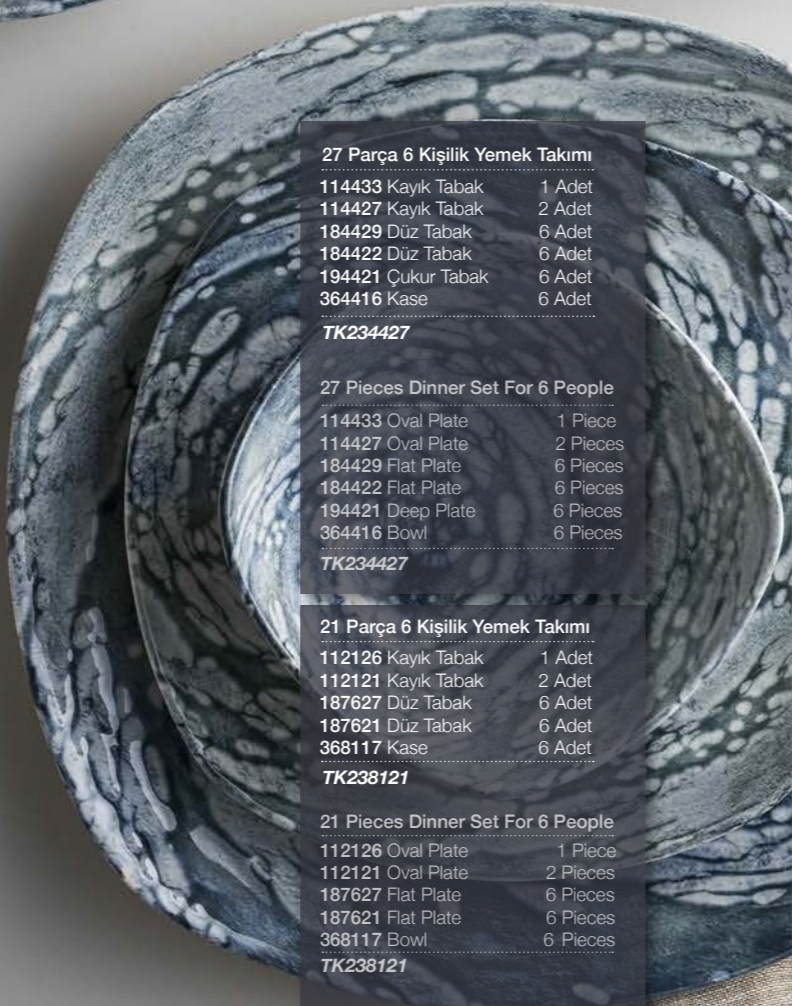 27 Parça 6 Kişilik Yemek Takımı
114433 Kayık Tabak 1 Adet
114427 Kayık Tabak 2 Adet
184429 Düz Tabak 6 Adet
184422 Düz Tabak 6 Adet
194421 Çukur Tabak 6 Adet
364416 Kase 6 Adet
TK234427
27 Pieces Dinner Set For 6 People
114433 Oval Plate 1 Piece
114427 Oval Plate 2 Pieces
184429 Flat Plate 6 Pieces
184422 Flat Plate 6 Pieces
194421 Deep Plate 6 Pieces
364416 Bowl 6 Pieces
TK234427
21 Parça 6 Kişilik Yemek Takımı
112126 Kayık Tabak 1 Adet
112121 Kayık Tabak 2 Adet
187627 Düz Tabak 6 Adet
187621 Düz Tabak 6 Adet
368117 Kase 6 Adet
TK238121
21 Pieces Dinner Set For 6 People
112126 Oval Plate 1 Piece
112121 Oval Plate 2 Pieces
187627 Flat Plate 6 Pieces
187621 Flat Plate 6 Pieces
368117 Bowl 6 Pieces
TK238121